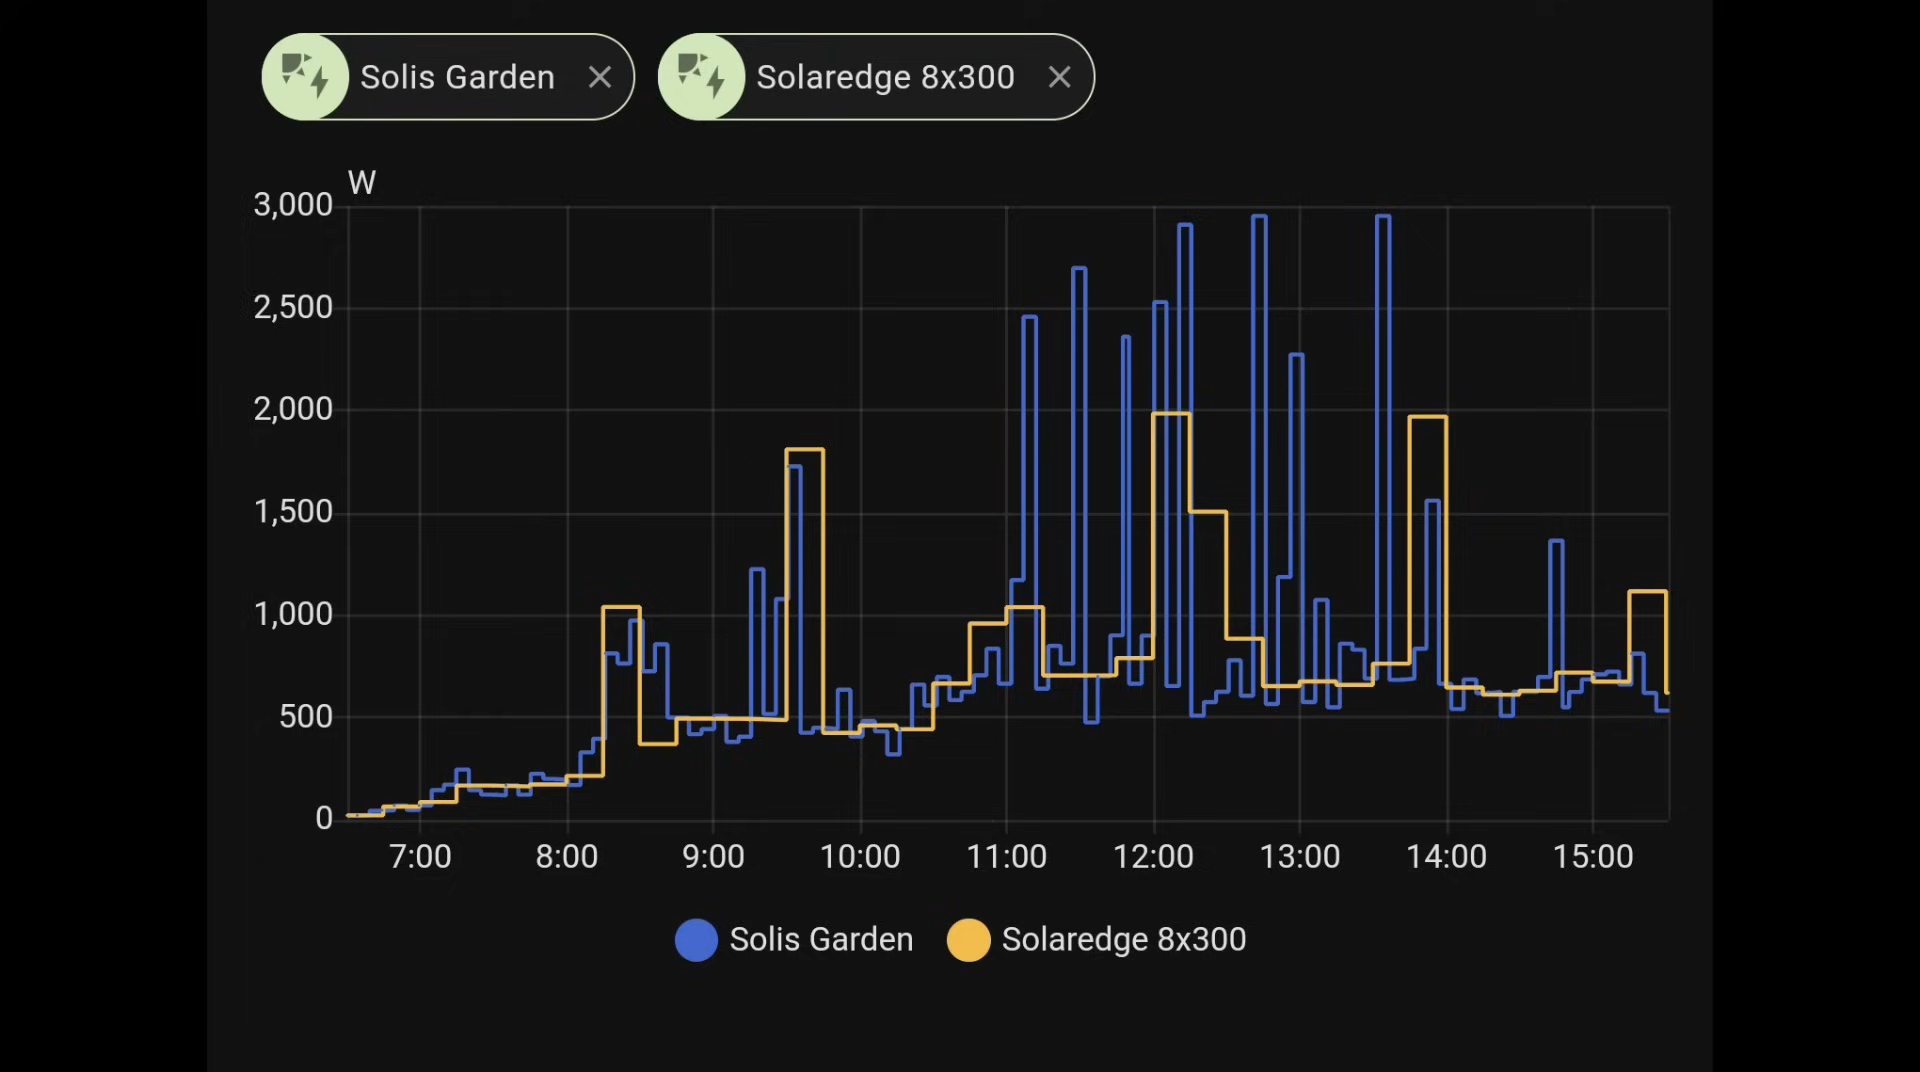 Solis Garden
Solaredge 8x300
W
3,000
2,500
2,000
1,500
1,000
500
0
7:00 8:00 9:00 10:00 11:00 12:00 13:00 14:00 15:00
Solis Garden Solaredge 8x300